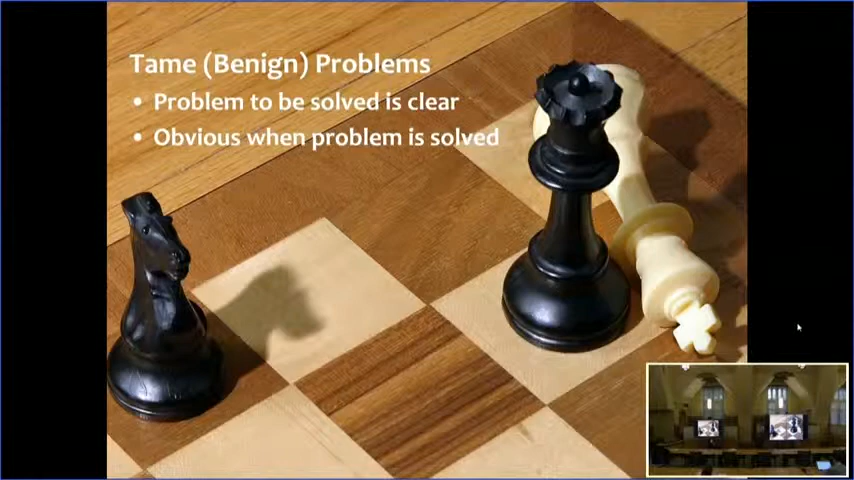 Tame (Benign) Problems
• Problem to be solved is clear
• Obvious when problem is solved